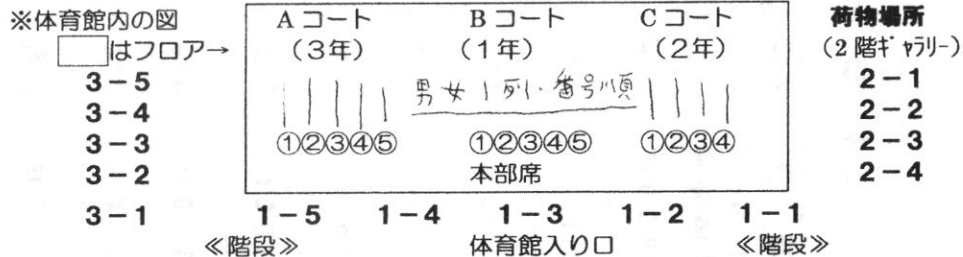 ※体育館内の図
□はフロア→
Aコート Bコート Cコート
(3年) (1年) (2年)
男女1列・番号順
①②③④⑤ ①②③④⑤ ①②③④
本部席
荷物場所
(2階ギャラリー)
3-5 2-1
3-4 2-2
3-3 2-3
3-2 2-4
3-1 1-5 1-4 1-3 1-2 1-1
≪階段≫ 体育館入り口 ≪階段≫